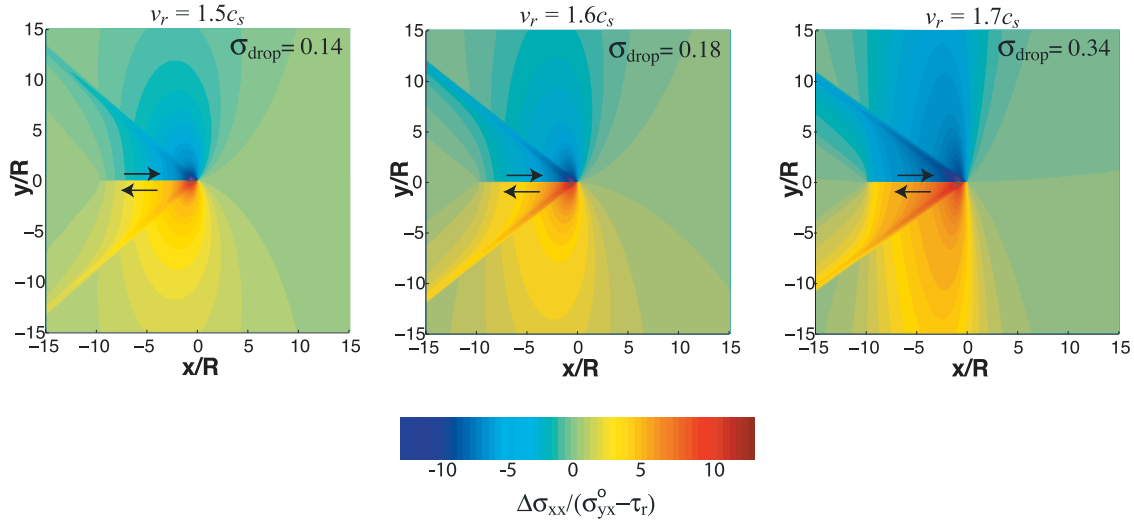 v_r = 1.5c_s
v_r = 1.6c_s
v_r = 1.7c_s
σ_drop= 0.14
σ_drop= 0.18
σ_drop= 0.34
15
10
5
0
−5
−10
−15
y/R
−15 −10 −5 0 5 10 15
x/R
15
10
5
0
−5
−10
−15
y/R
−15 −10 −5 0 5 10 15
x/R
15
10
5
0
−5
−10
−15
y/R
−15 −10 −5 0 5 10 15
x/R
-10 -5 0 5 10
Δσ_xx/(σ°_yx−τ_r)